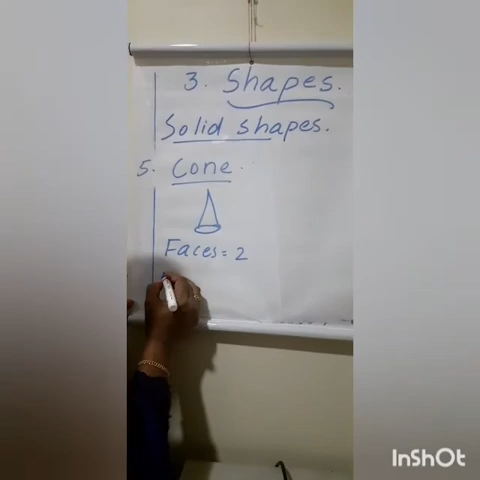 3. Shapes.
Solid shapes.
5. Cone.
Faces = 2
InShOt